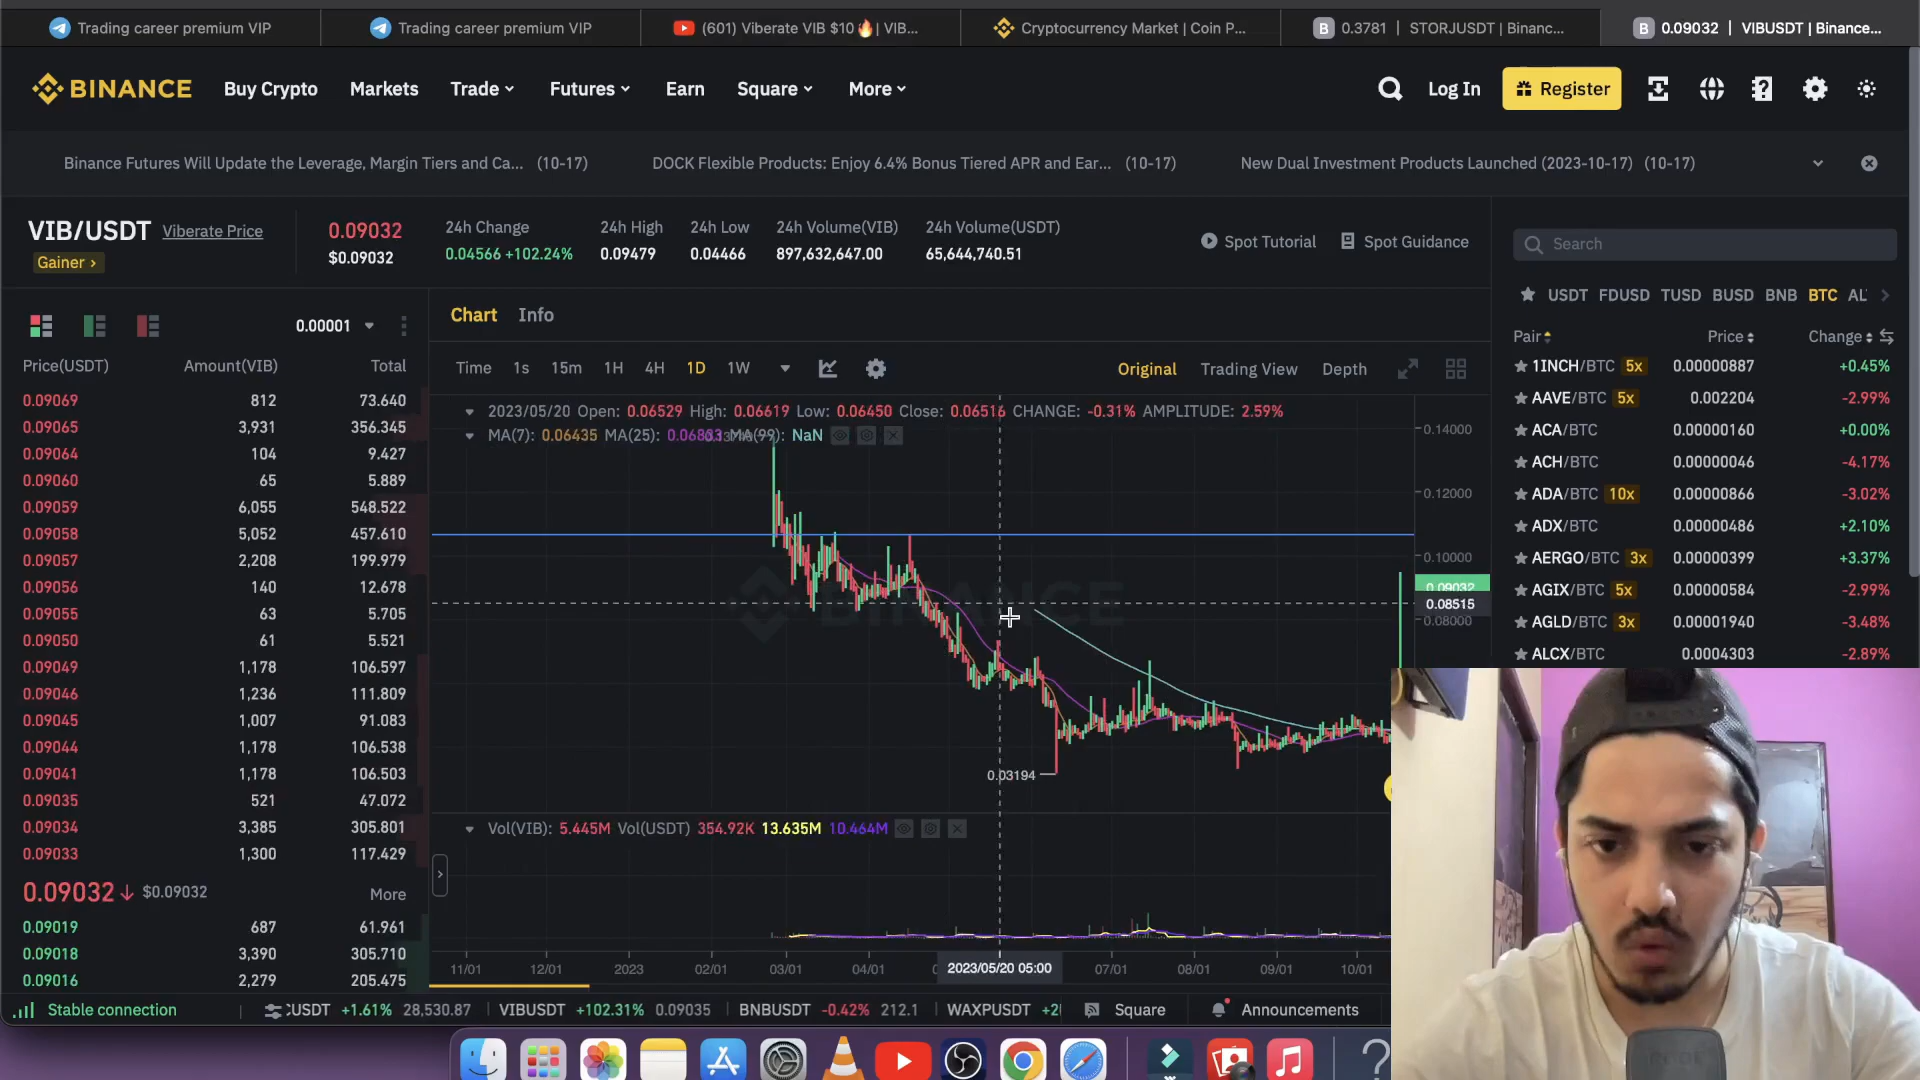 Trading career premium VIP
Trading career premium VIP
(601) Viberate VIB $10🔥| VIB...
Cryptocurrency Market | Coin P...
B 0.3781 | STORJUSDT | Binanc...
B 0.09032 | VIBUSDT | Binance...
BINANCE Buy Crypto Markets Trade Futures Earn Square More Log In Register
Binance Futures Will Update the Leverage, Margin Tiers and Ca... (10-17)
DOCK Flexible Products: Enjoy 6.4% Bonus Tiered APR and Ear... (10-17)
New Dual Investment Products Launched (2023-10-17) (10-17)
VIB/USDT Viberate Price
Gainer ›
0.09032
$0.09032
24h Change
0.04566 +102.24%
24h High
0.09479
24h Low
0.04466
24h Volume(VIB)
897,632,647.00
24h Volume(USDT)
65,644,740.51
Spot Tutorial Spot Guidance
0.00001
Price(USDT) Amount(VIB) Total
0.09069 812 73.640
0.09065 3,931 356.345
0.09064 104 9.427
0.09060 65 5.889
0.09059 6,055 548.522
0.09058 5,052 457.610
0.09057 2,208 199.979
0.09056 140 12.678
0.09055 63 5.705
0.09050 61 5.521
0.09049 1,178 106.597
0.09046 1,236 111.809
0.09045 1,007 91.083
0.09044 1,178 106.538
0.09041 1,178 106.503
0.09035 521 47.072
0.09034 3,385 305.801
0.09033 1,300 117.429
0.09032↓ $0.09032 More
0.09019 687 61.961
0.09018 3,390 305.710
0.09016 2,279 205.475
Chart Info
Time 1s 15m 1H 4H 1D 1W Original Trading View Depth
2023/05/20 Open: 0.06529 High: 0.06619 Low: 0.06450 Close: 0.06516 CHANGE: -0.31% AMPLITUDE: 2.59%
MA(7): 0.06435 MA(25): 0.06833 MA(99): NaN
0.14000
0.12000
0.10000
0.09032
0.08515
0.08000
BINANCE
0.03194
Vol(VIB): 5.445M Vol(USDT) 354.92K 13.635M 10.464M
11/01 12/01 2023 02/01 03/01 04/01 2023/05/20 05:00 07/01 08/01 09/01 10/01
Search
USDT FDUSD TUSD BUSD BNB BTC AL
Pair Price Change
1INCH/BTC 5x 0.00000887 +0.45%
AAVE/BTC 5x 0.002204 -2.99%
ACA/BTC 0.00000160 +0.00%
ACH/BTC 0.00000046 -4.17%
ADA/BTC 10x 0.00000866 -3.02%
ADX/BTC 0.00000486 +2.10%
AERGO/BTC 3x 0.00000399 +3.37%
AGIX/BTC 5x 0.00000584 -2.99%
AGLD/BTC 3x 0.00001940 -3.48%
ALCX/BTC 0.0004303 -2.89%
Stable connection
CUSDT +1.61% 28,530.87 VIBUSDT +102.31% 0.09035 BNBUSDT -0.42% 212.1 WAXPUSDT +2 Square Announcements